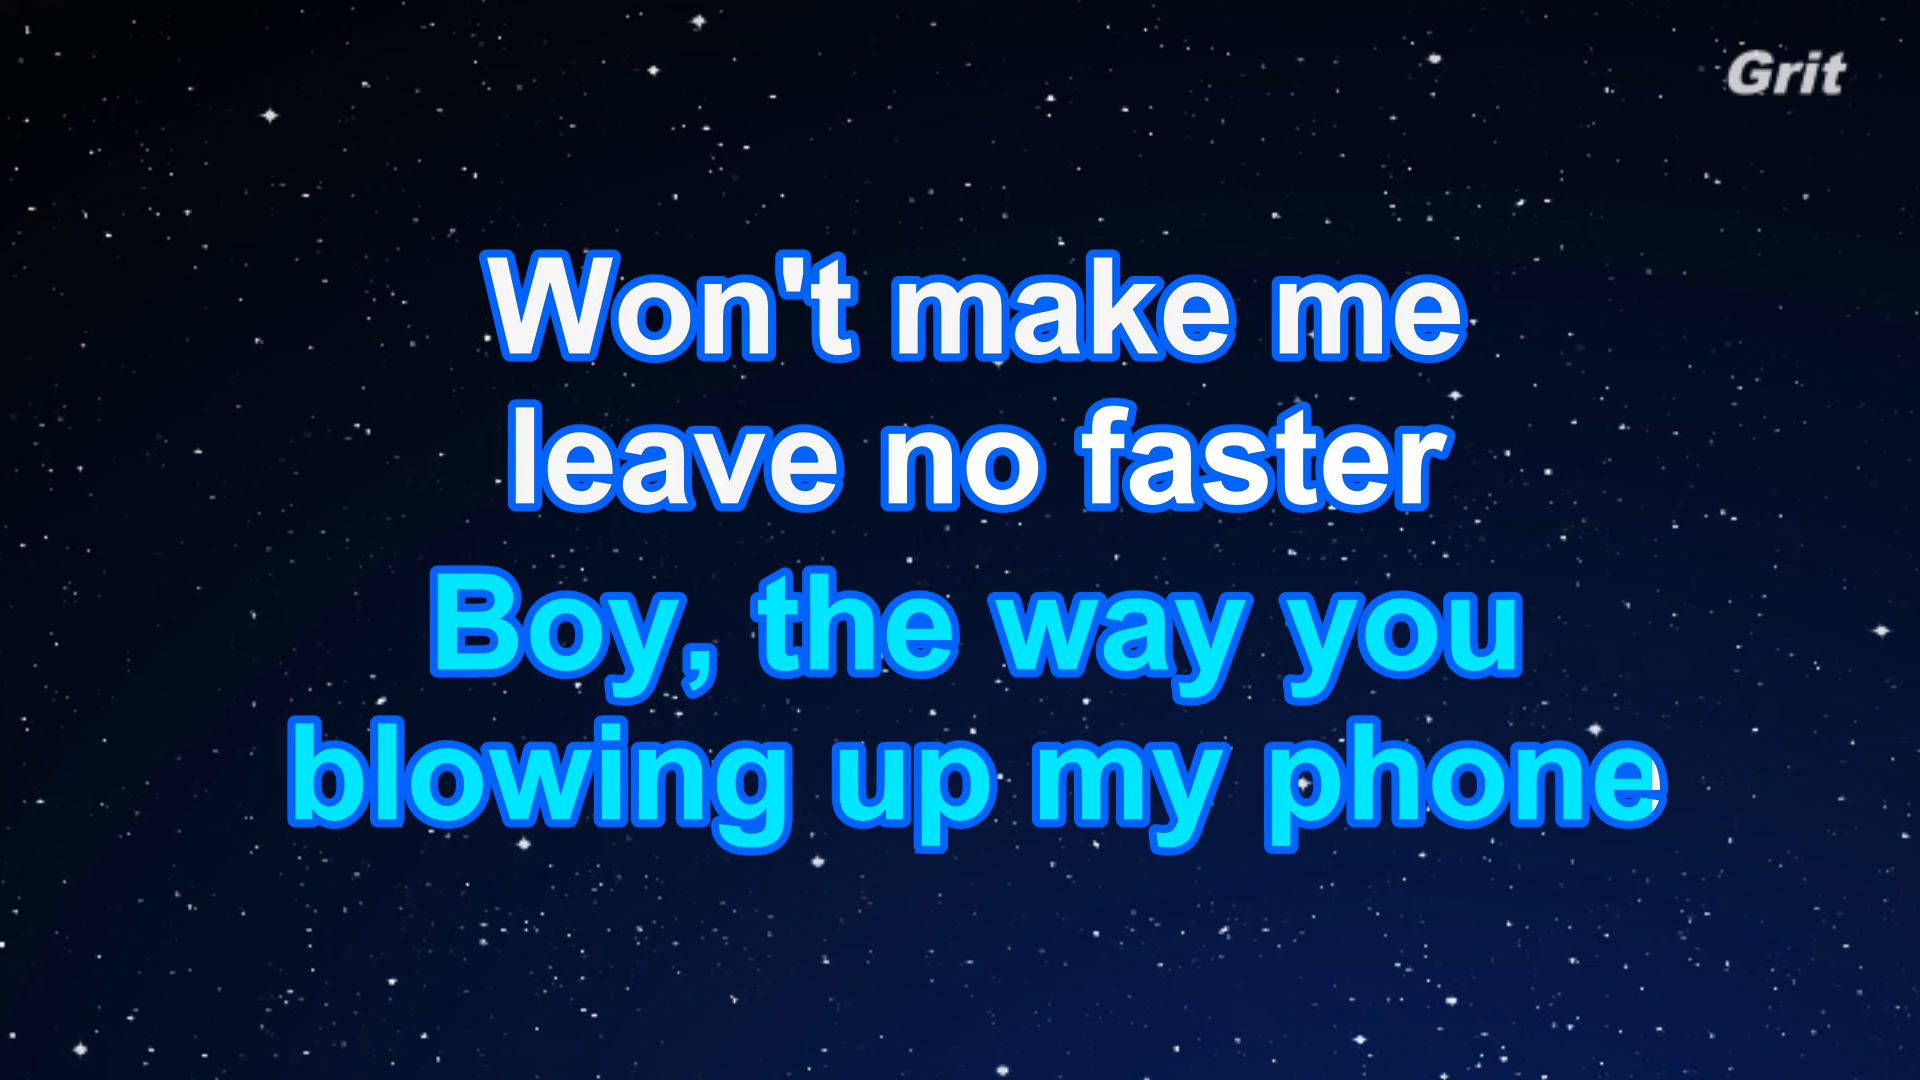 Grit
Won't make me
leave no faster
Boy, the way you
blowing up my phone